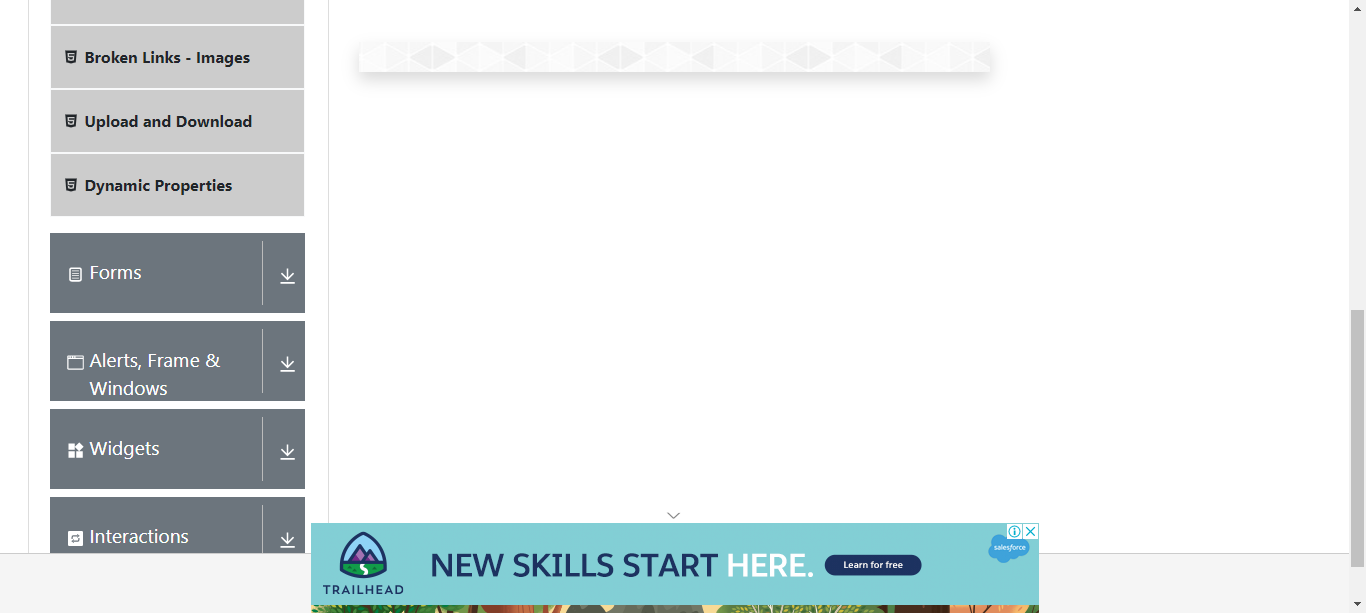 Broken Links - Images
Upload and Download
Dynamic Properties
Forms
Alerts, Frame &
Windows
Widgets
Interactions
TRAILHEAD
NEW SKILLS START HERE.
Learn for free
salesforce